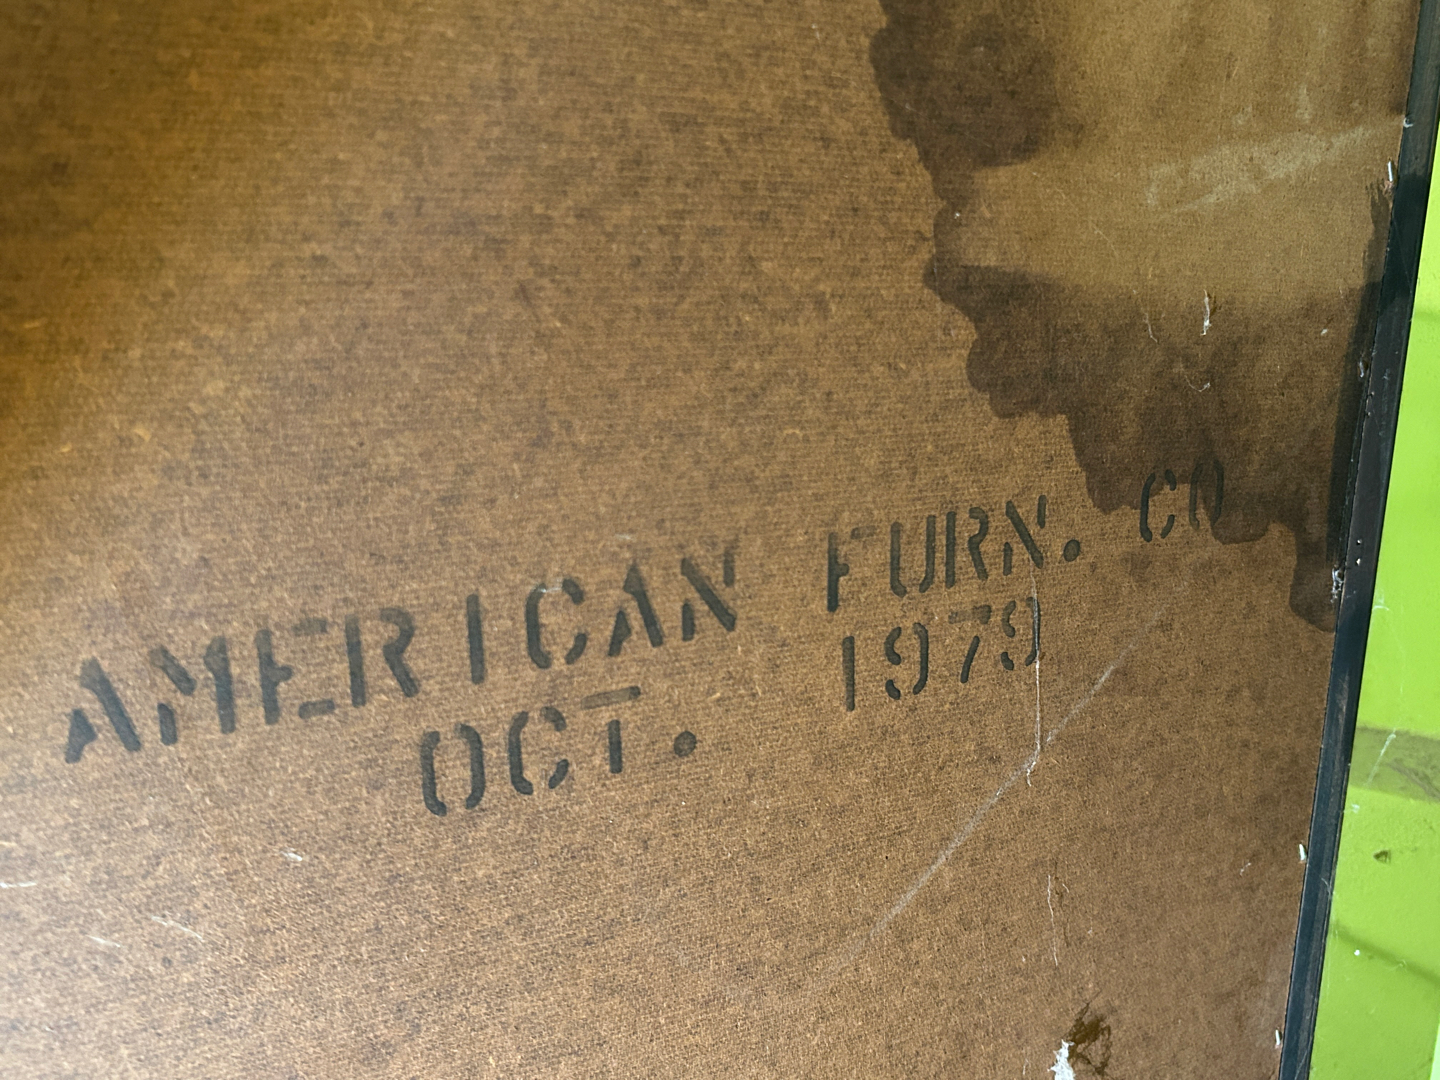 AMERICAN FURN. CO
OCT. 1979